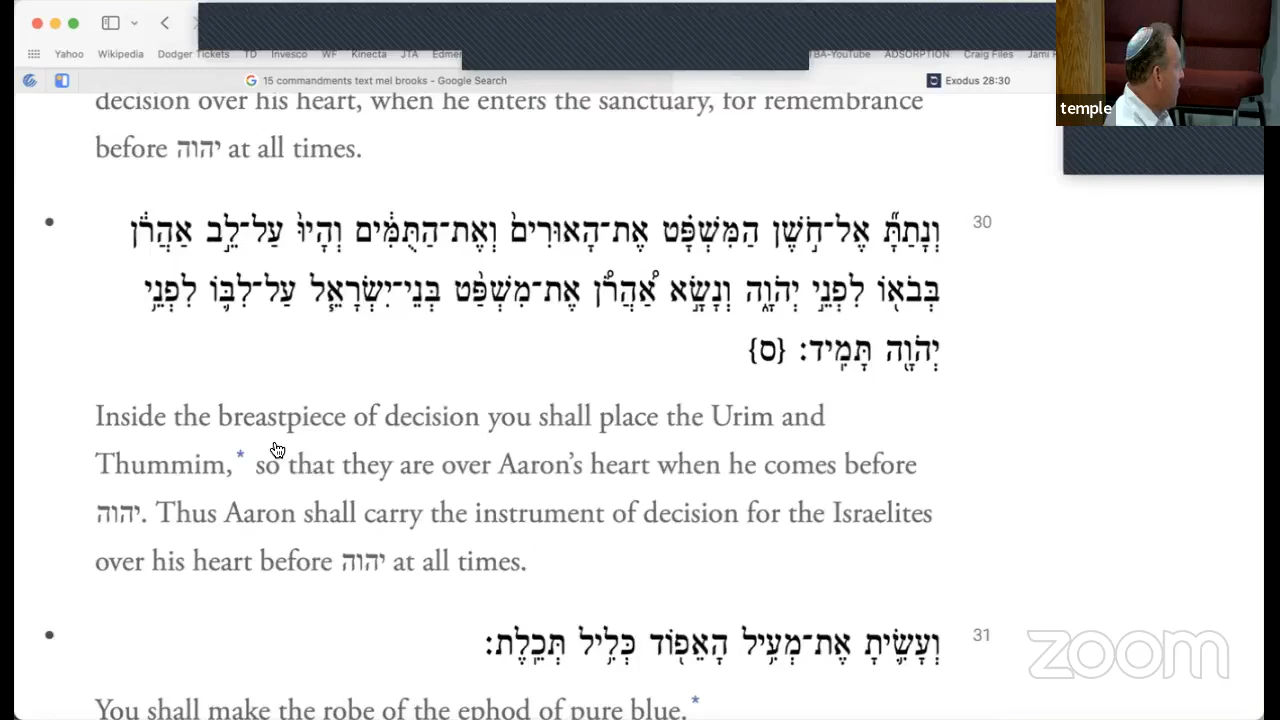 Yahoo Wikipedia Dodger Tickets TD Invesco WF Kinecta JTA ADSORPTION Craig Files
15 commandments text mel brooks - Google Search Exodus 28:30
temple
decision over his heart, when he enters the sanctuary, for remembrance
before יהוה at all times.
30
וְנָתַתָּ֞ אֶל־חֹ֣שֶׁן הַמִּשְׁפָּ֗ט אֶת־הָאוּרִים֙ וְאֶת־הַתֻּמִּ֔ים וְהָיוּ֙ עַל־לֵ֣ב אַהֲרֹ֔ן
בְּבֹא֖וֹ לִפְנֵ֣י יְהֹוָ֑ה וְנָשָׂ֣א אַ֠הֲרֹ֠ן אֶת־מִשְׁפַּ֨ט בְּנֵי־יִשְׂרָאֵ֧ל עַל־לִבּ֛וֹ לִפְנֵ֥י
יְהֹוָ֖ה תָּמִֽיד׃ {ס}
Inside the breastpiece of decision you shall place the Urim and
Thummim,* so that they are over Aaron’s heart when he comes before
יהוה. Thus Aaron shall carry the instrument of decision for the Israelites
over his heart before יהוה at all times.
31
וְעָשִׂ֛יתָ אֶת־מְעִ֥יל הָאֵפ֖וֹד כְּלִ֥יל תְּכֵֽלֶת׃
You shall make the robe of the ephod of pure blue.*
zoom